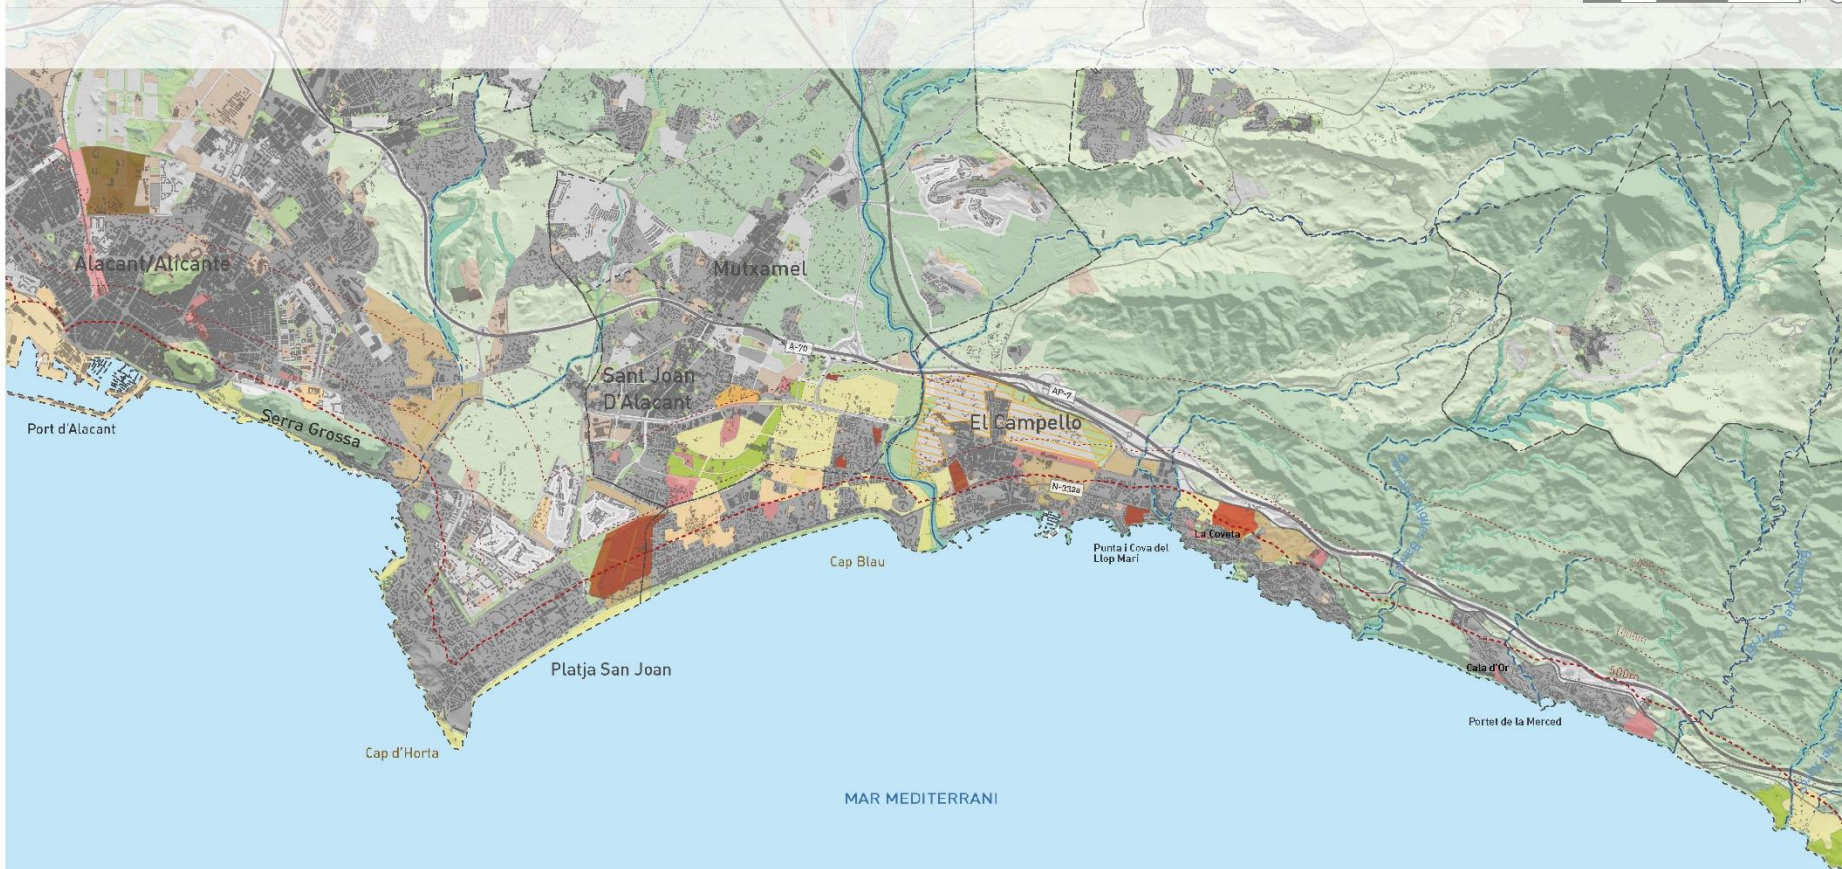 Alacant/Alicante
Mutxamel
A-70
Sant Joan
D'Alacant
AP-7
El Campello
Port d'Alacant
Serra Grossa
N-332a
La Coveta
Punta i Cova del
Llop Marí
Cap Blau
Platja San Joan
Cala d'Or
500m
Portet de la Merced
Cap d'Horta
MAR MEDITERRANI